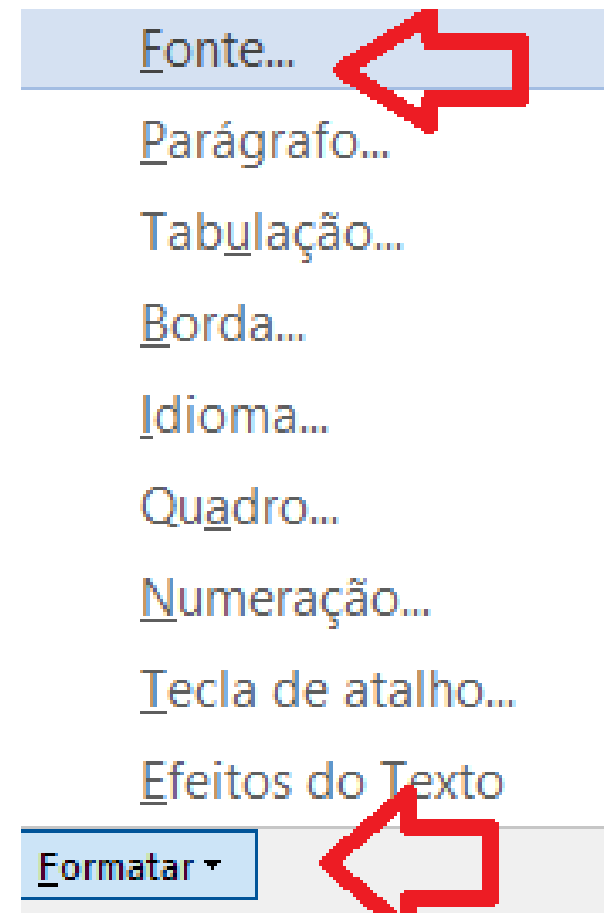 Fonte...
Parágrafo...
Tabulação...
Borda...
Idioma...
Quadro...
Numeração...
Tecla de atalho...
Efeitos do Texto
Formatar